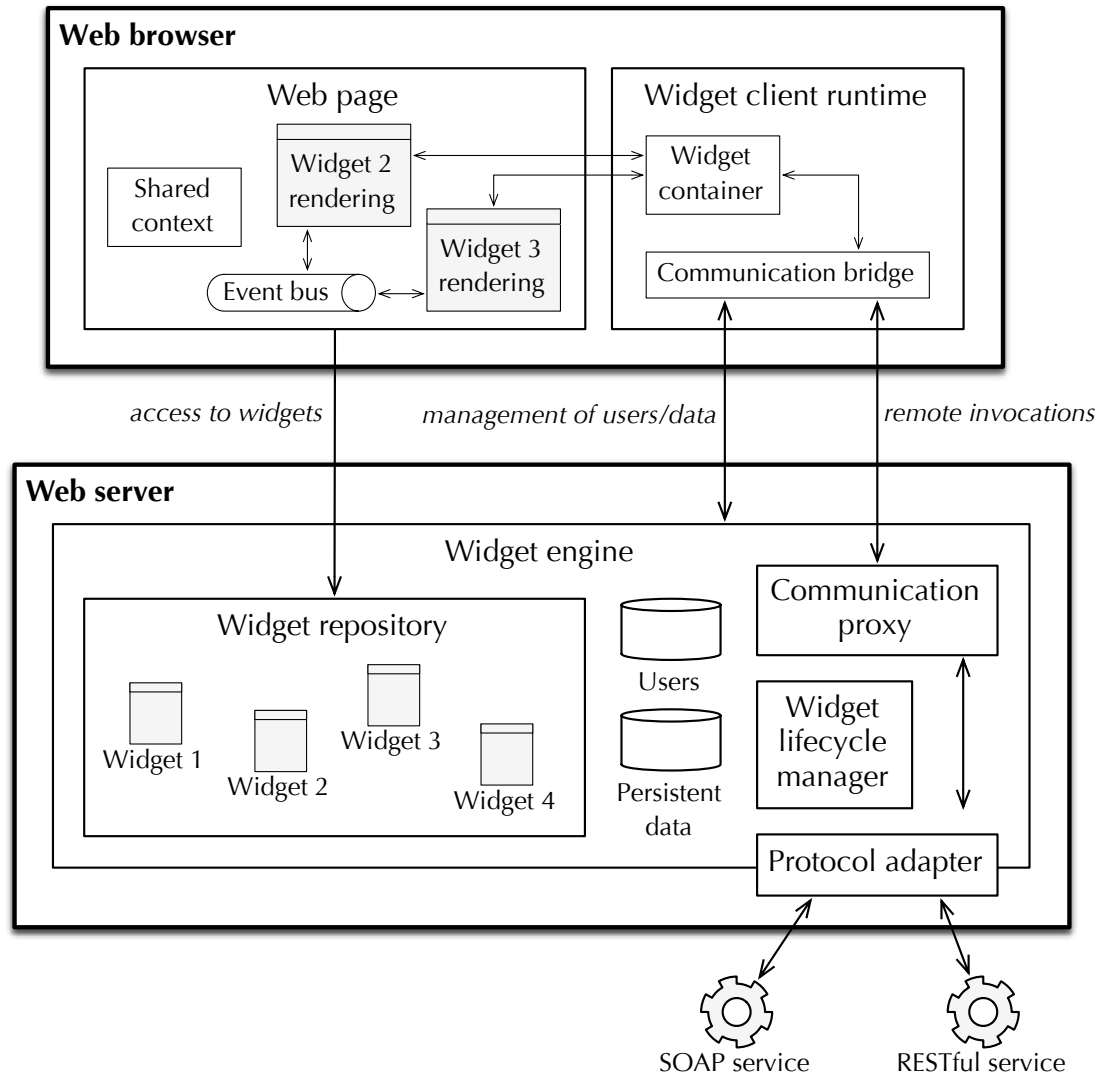 Web browser
Web page
Widget client runtime
Widget 2
rendering
Widget
container
Shared
context
Widget 3
rendering
Event bus
Communication bridge
access to widgets
management of users/data
remote invocations
Web server
Widget engine
Communication
proxy
Widget repository
Users
Widget
lifecycle
manager
Widget 1
Widget 2
Widget 3
Widget 4
Persistent
data
Protocol adapter
SOAP service
RESTful service